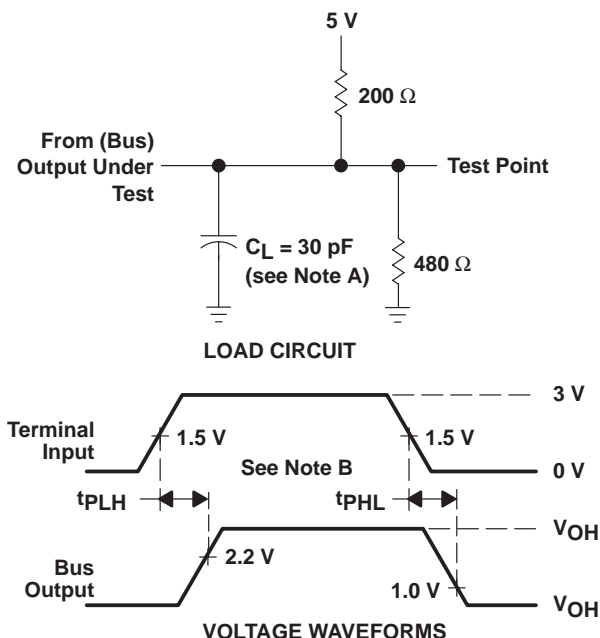 5 V
200 Ω
From (Bus)
Output Under
Test
Test Point
CL = 30 pF
(see Note A)
480 Ω
LOAD CIRCUIT
3 V
Terminal
Input
1.5 V
1.5 V
See Note B
0 V
tPLH
tPHL
VOH
Bus
Output
2.2 V
1.0 V
VOH
VOLTAGE WAVEFORMS